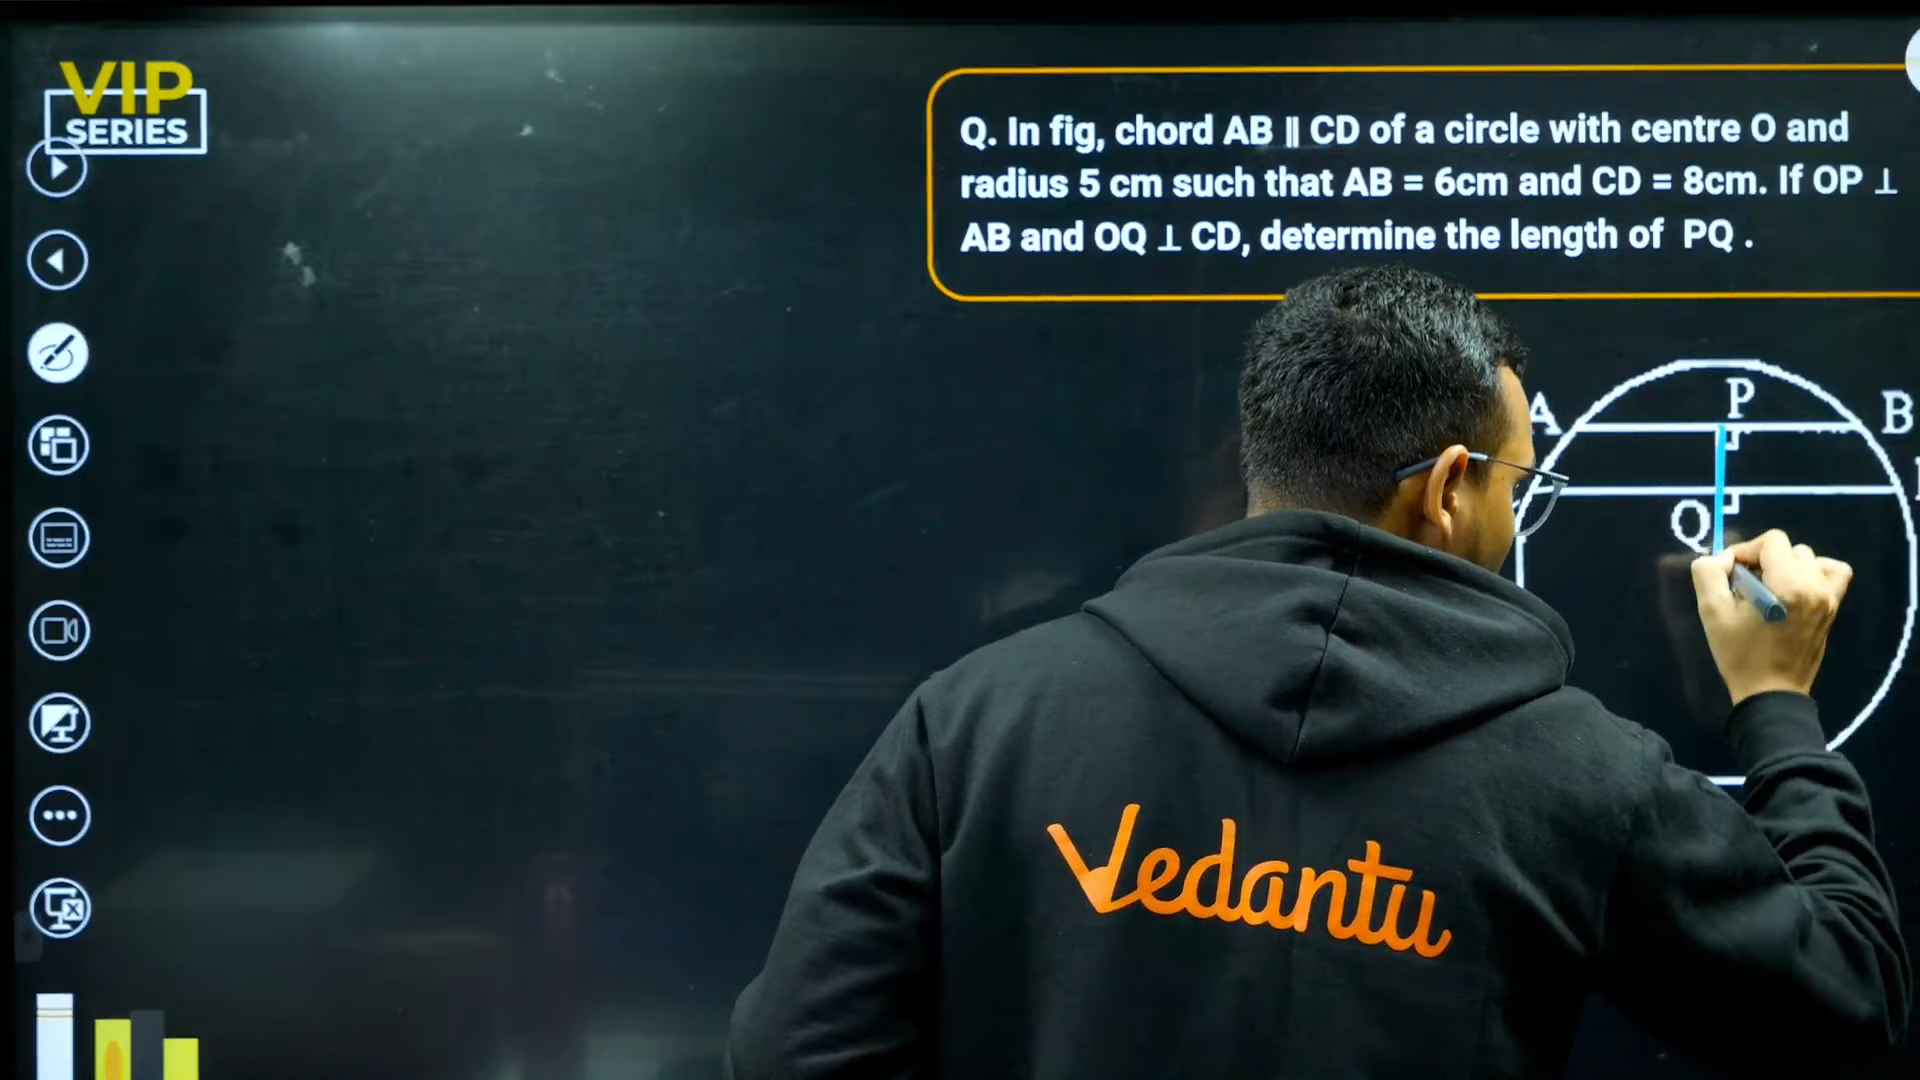 VIP
SERIES
Q. In fig, chord AB ∥ CD of a circle with centre O and
radius 5 cm such that AB = 6cm and CD = 8cm. If OP ⊥
AB and OQ ⊥ CD, determine the length of PQ .
A
P
B
Q
Vedantu